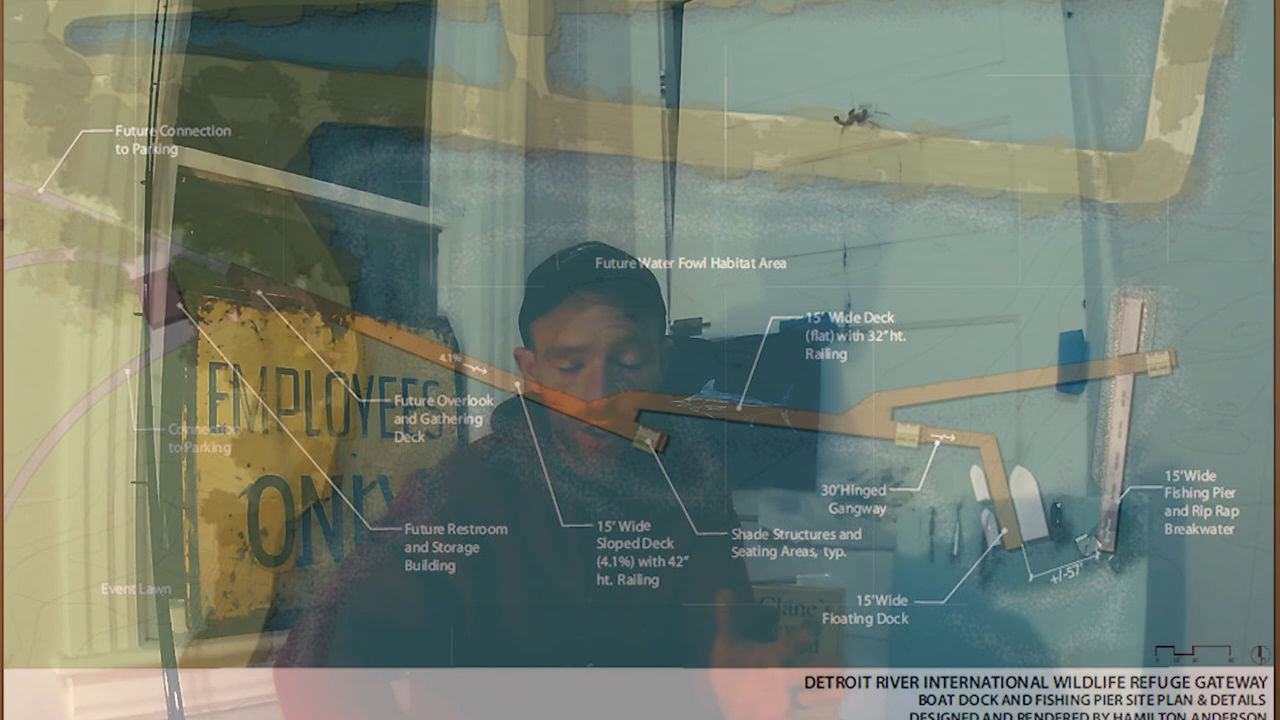 Future Connection
to Parking
Future Water Fowl Habitat Area
15' Wide Deck
(flat) with 32" ht.
Railing
4.1%
EMPLOYEES
ONLY
Future Overlook
and Gathering
Deck
Connection
to Parking
30' Hinged
Gangway
15' Wide
Fishing Pier
and Rip Rap
Breakwater
Future Restroom
and Storage
Building
15' Wide
Sloped Deck
(4.1%) with 42"
ht. Railing
Shade Structures and
Seating Areas, typ.
+/-57'
Event Lawn
15' Wide
Floating Dock
DETROIT RIVER INTERNATIONAL WILDLIFE REFUGE GATEWAY
BOAT DOCK AND FISHING PIER SITE PLAN & DETAILS
DESIGNED AND RENDERED BY HAMILTON ANDERSON